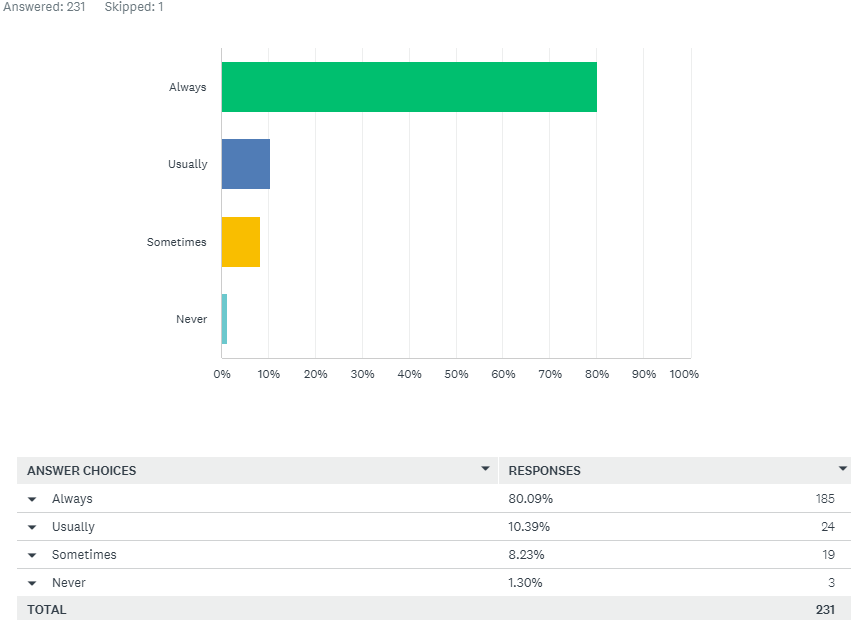 Answered: 231 Skipped: 1
Always
Usually
Sometimes
Never
0% 10% 20% 30% 40% 50% 60% 70% 80% 90% 100%
ANSWER CHOICES RESPONSES
Always 80.09% 185
Usually 10.39% 24
Sometimes 8.23% 19
Never 1.30% 3
TOTAL 231